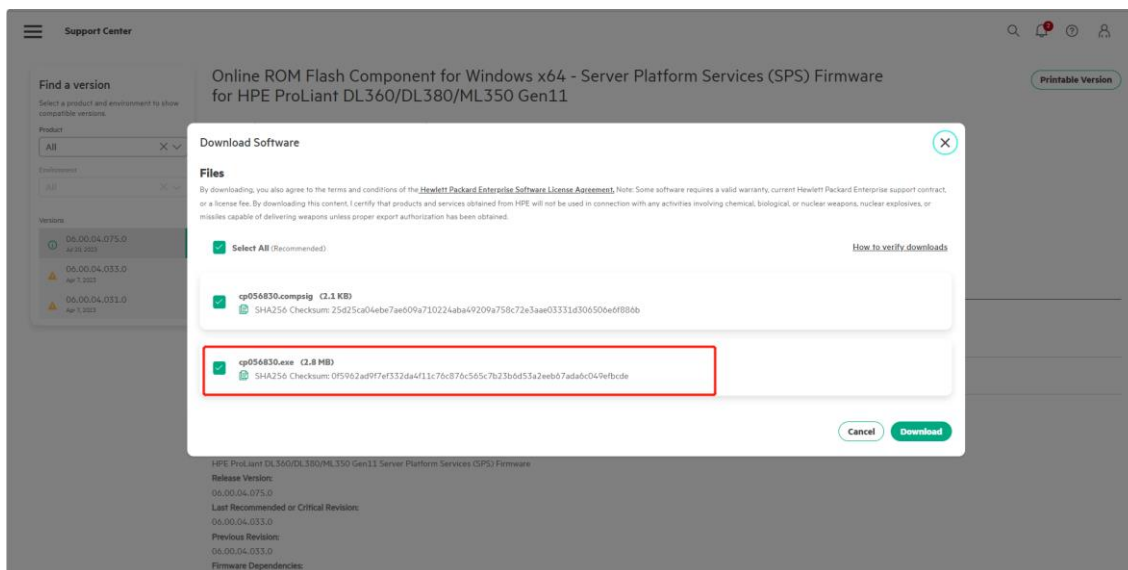 Support Center
2
Find a version
Select a product and environment to show
compatible versions.
Product
All
Environment
All
Versions
06.00.04.075.0
Jul 25, 2023
06.00.04.033.0
Apr 7, 2023
06.00.04.031.0
Apr 7, 2023
Online ROM Flash Component for Windows x64 - Server Platform Services (SPS) Firmware
for HPE ProLiant DL360/DL380/ML350 Gen11
Printable Version
Download Software
Files
By downloading, you also agree to the terms and conditions of the Hewlett Packard Enterprise Software License Agreement. Note: Some software requires a valid warranty, current Hewlett Packard Enterprise support contract,
or a license fee. By downloading this content, I certify that products and services obtained from HPE will not be used in connection with any activities involving chemical, biological, or nuclear weapons, nuclear explosives, or
missiles capable of delivering weapons unless proper export authorization has been obtained.
Select All (Recommended)
How to verify downloads
cp056830.compsig (2.1 KB)
SHA256 Checksum: 25d25ca04ebe7ae609a710224aba49209a758c72e3aae03331d306506e6f886b
cp056830.exe (2.8 MB)
SHA256 Checksum: 0f5962ad9f7ef332da4f11c76c876c565c7b23b6d53a2eeb67ada6c049efbcde
Cancel
Download
HPE ProLiant DL360/DL380/ML350 Gen11 Server Platform Services (SPS) Firmware
Release Version:
06.00.04.075.0
Last Recommended or Critical Revision:
06.00.04.033.0
Previous Revision:
06.00.04.033.0
Firmware Dependencies: